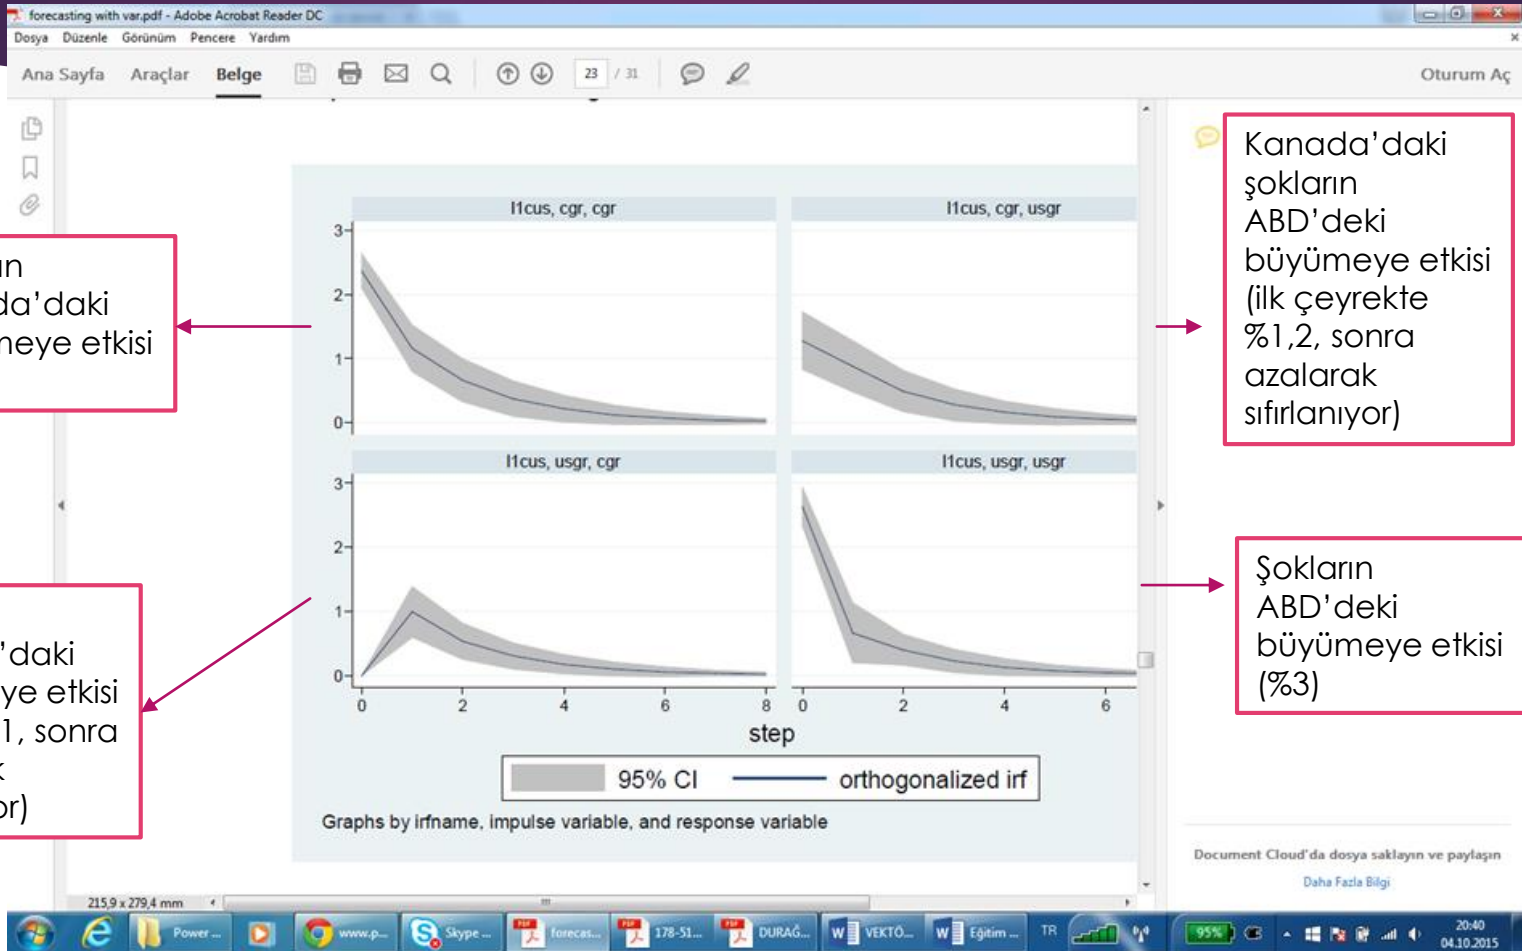 forecasting with var.pdf - Adobe Acrobat Reader DC
Dosya Düzenle Görünüm Pencere Yardım
Ana Sayfa Araçlar Belge 23 / 31 Oturum Aç
l1cus, cgr, cgr
l1cus, cgr, usgr
3
2
1
0
l1cus, usgr, cgr
l1cus, usgr, usgr
3
2
1
0
0 2 4 6 8 0 2 4 6
step
95% CI orthogonalized irf
Graphs by irfname, impulse variable, and response variable
da'daki
meye etkisi
'daki
ye etkisi
1, sonra
k
or)
Kanada'daki
şokların
ABD'deki
büyümeye etkisi
(ilk çeyrekte
%1,2, sonra
azalarak
sıfırlanıyor)
Şokların
ABD'deki
büyümeye etkisi
(%3)
Document Cloud'da dosya saklayın ve paylaşın
Daha Fazla Bilgi
215,9 x 279,4 mm
Power ... www.p... Skype ... forecas... 178-51... DURAĞ... VEKTÖ... Eğitim ... TR 95% 20:40
04.10.2015